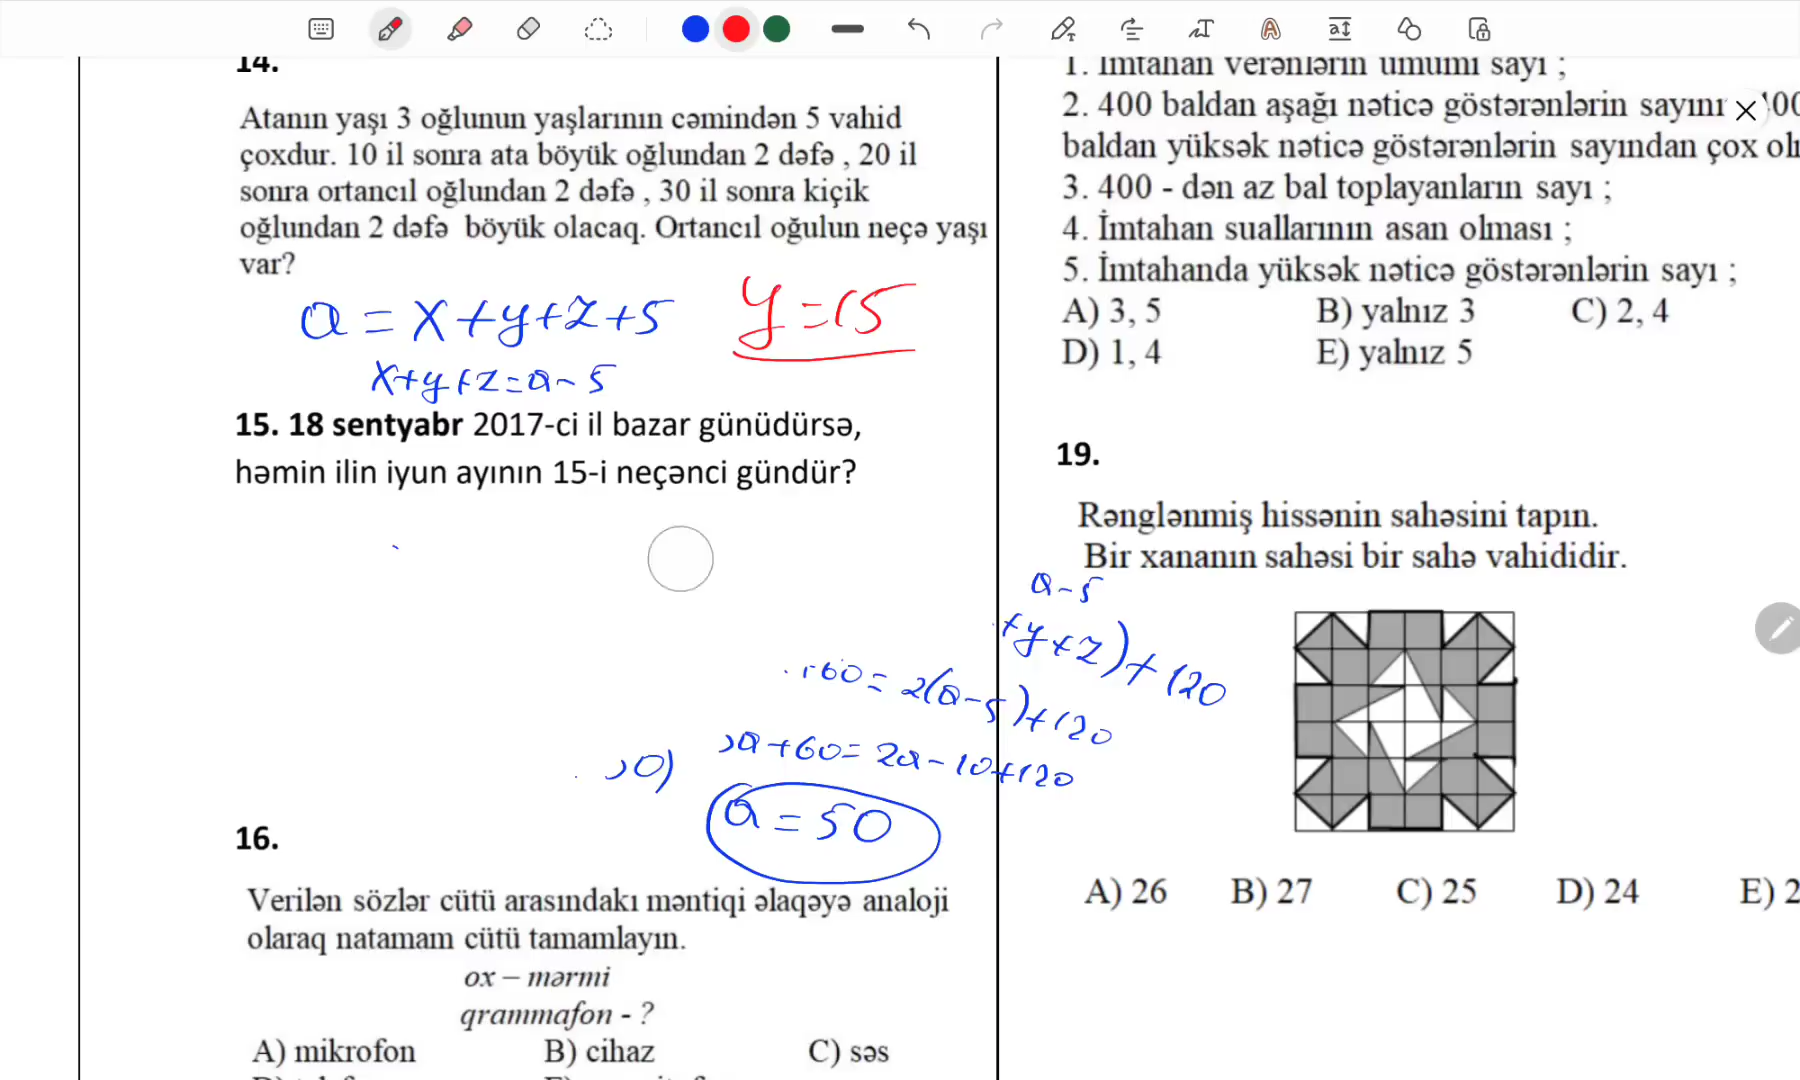 14.
Atanın yaşı 3 oğlunun yaşlarının cəmindən 5 vahid
çoxdur. 10 il sonra ata böyük oğlundan 2 dəfə , 20 il
sonra ortancıl oğlundan 2 dəfə , 30 il sonra kiçik
oğlundan 2 dəfə böyük olacaq. Ortancıl oğulun neçə yaşı
var?
a = x+y+z+5
y=15
x+y+z=a-5
15. 18 sentyabr 2017-ci il bazar günüdürsə,
həmin ilin iyun ayının 15-i neçənci gündür?
a-5
+y+z)+120
60=2(a-5)+120
a+60=2a-10+120
0)
a=50
16.
Verilən sözlər cütü arasındakı məntiqi əlaqəyə analoji
olaraq natamam cütü tamamlayın.
ox – mərmi
qrammafon - ?
A) mikrofon B) cihaz C) səs
1. İmtahan verənlərin ümumi sayı ;
2. 400 baldan aşağı nəticə göstərənlərin sayını
baldan yüksək nəticə göstərənlərin sayından çox
3. 400 - dən az bal toplayanların sayı ;
4. İmtahan suallarının asan olması ;
5. İmtahanda yüksək nəticə göstərənlərin sayı ;
A) 3, 5 B) yalnız 3 C) 2, 4
D) 1, 4 E) yalnız 5
19.
Rənglənmiş hissənin sahəsini tapın.
Bir xananın sahəsi bir sahə vahididir.
A) 26 B) 27 C) 25 D) 24 E) 2